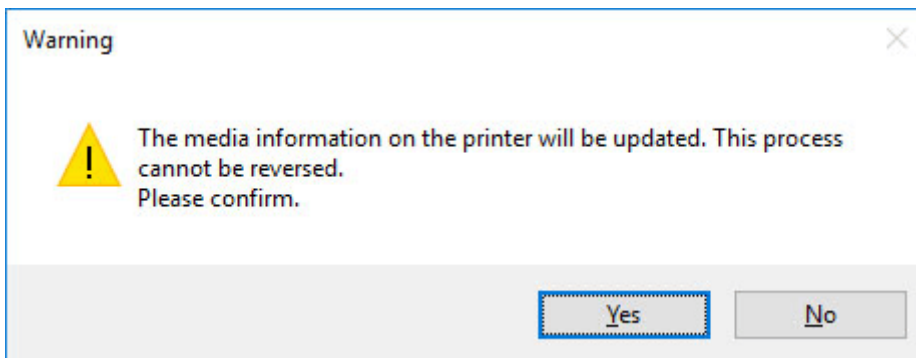 Warning
The media information on the printer will be updated. This process
cannot be reversed.
Please confirm.
Yes
No